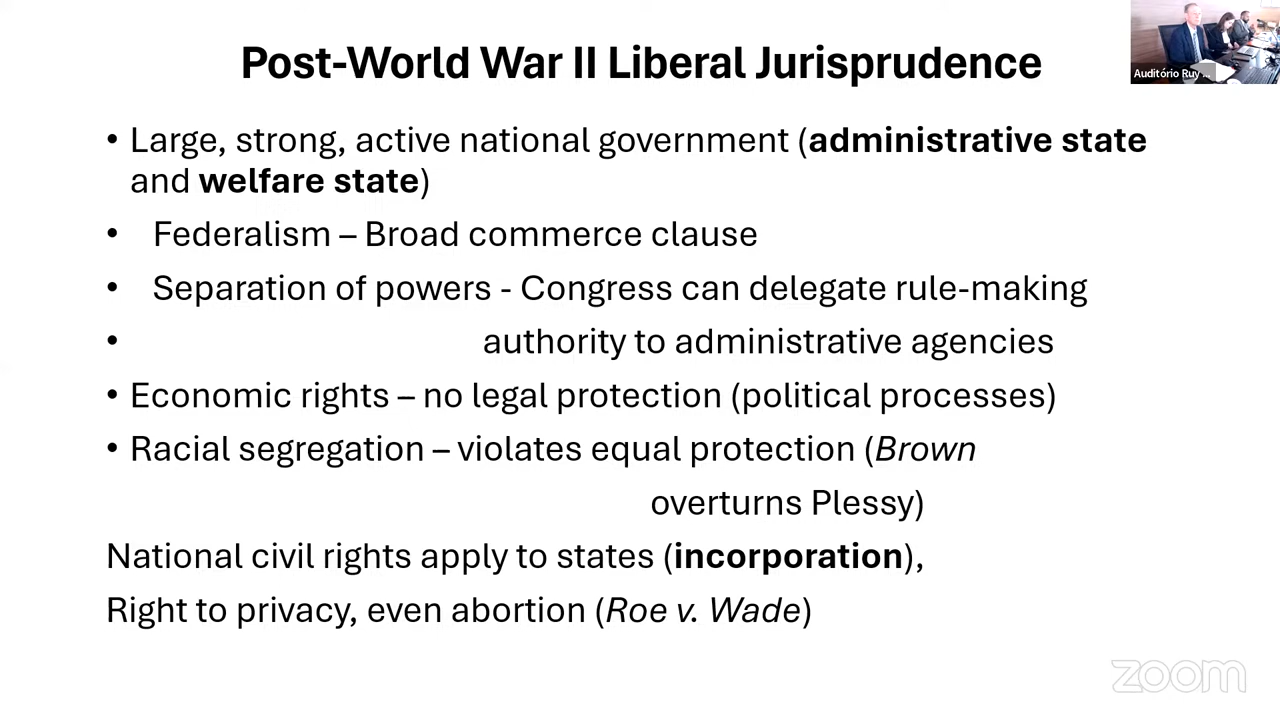 Post-World War II Liberal Jurisprudence
Auditório Ruy ...
• Large, strong, active national government (administrative state
and welfare state)
• Federalism – Broad commerce clause
• Separation of powers - Congress can delegate rule-making
• authority to administrative agencies
• Economic rights – no legal protection (political processes)
• Racial segregation – violates equal protection (Brown
overturns Plessy)
National civil rights apply to states (incorporation),
Right to privacy, even abortion (Roe v. Wade)
zoom